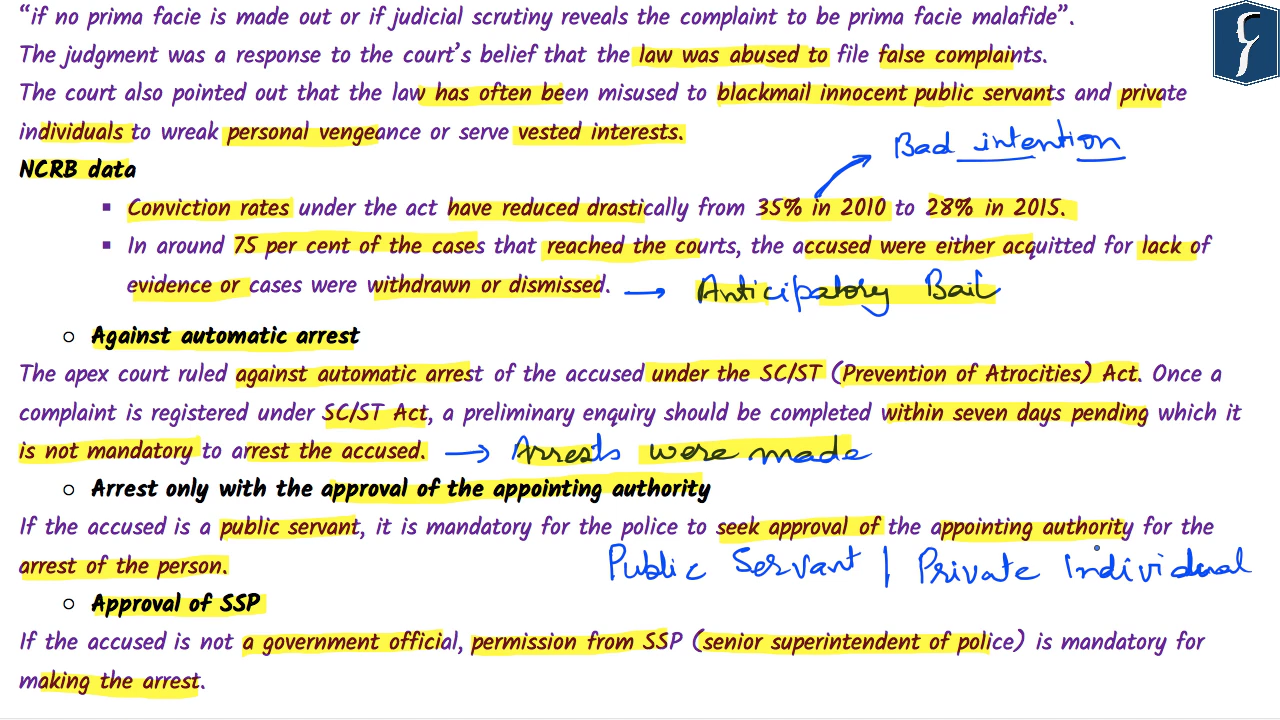 “if no prima facie is made out or if judicial scrutiny reveals the complaint to be prima facie malafide”.
The judgment was a response to the court’s belief that the law was abused to file false complaints.
The court also pointed out that the law has often been misused to blackmail innocent public servants and private
individuals to wreak personal vengeance or serve vested interests.
Bad intention
NCRB data
▪ Conviction rates under the act have reduced drastically from 35% in 2010 to 28% in 2015.
▪ In around 75 per cent of the cases that reached the courts, the accused were either acquitted for lack of
evidence or cases were withdrawn or dismissed. → Anticipatory Bail
○ Against automatic arrest
The apex court ruled against automatic arrest of the accused under the SC/ST (Prevention of Atrocities) Act. Once a
complaint is registered under SC/ST Act, a preliminary enquiry should be completed within seven days pending which it
is not mandatory to arrest the accused. → Arrests were made
○ Arrest only with the approval of the appointing authority
If the accused is a public servant, it is mandatory for the police to seek approval of the appointing authority for the
arrest of the person. Public Servant | Private Individual
○ Approval of SSP
If the accused is not a government official, permission from SSP (senior superintendent of police) is mandatory for
making the arrest.